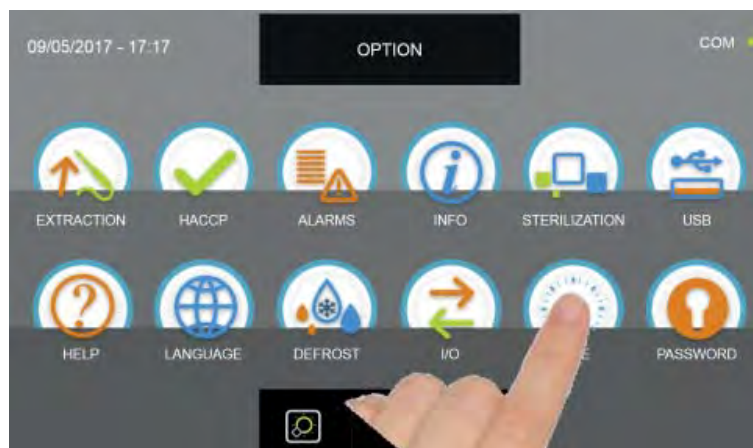 09/05/2017 - 17:17
OPTION
COM
EXTRACTION
HACCP
ALARMS
INFO
STERILIZATION
USB
HELP
LANGUAGE
DEFROST
I/O
PASSWORD